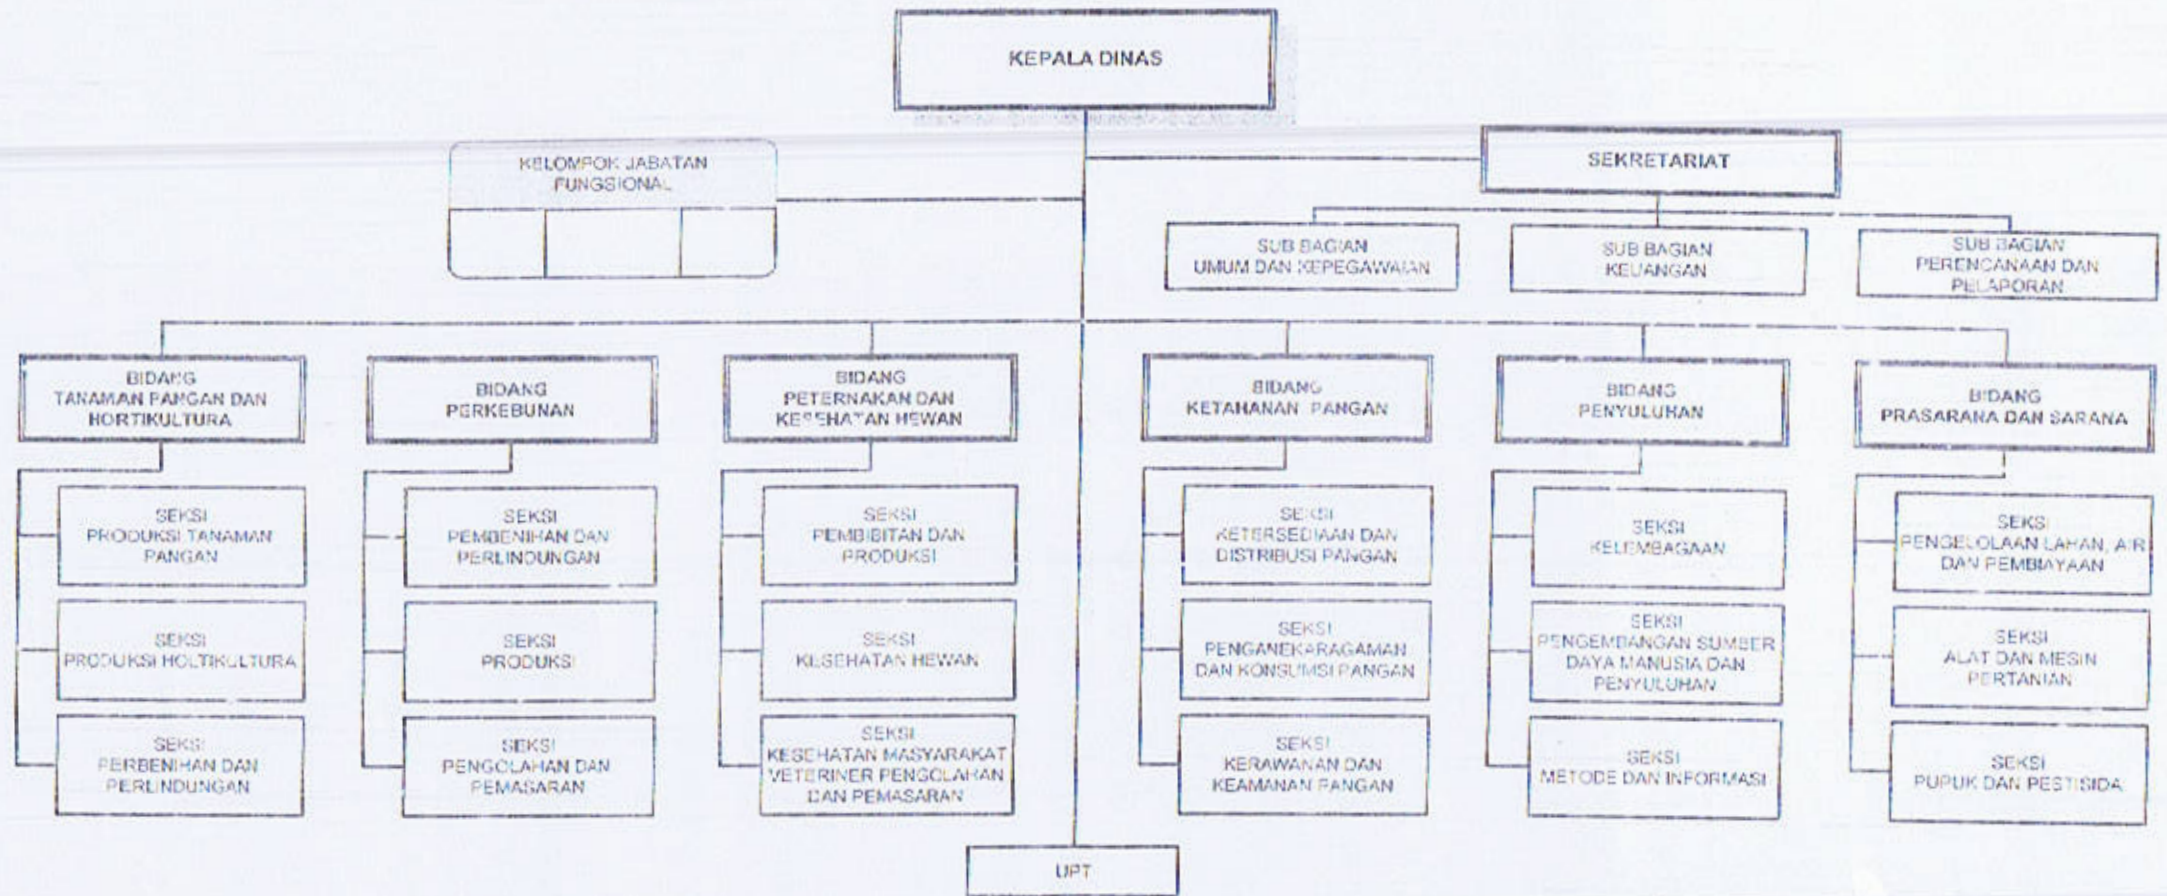 KEPALA DINAS
KELOMPOK JABATAN
FUNGSIONAL
SEKRETARIAT
SUB BAGIAN
UMUM DAN KEPEGAWAIAN
SUB BAGIAN
KEUANGAN
SUB BAGIAN
PERENCANAAN DAN
PELAPORAN
BIDANG
TANAMAN PANGAN DAN
HORTIKULTURA
BIDANG
PERKEBUNAN
BIDANG
PETERNAKAN DAN
KESEHATAN HEWAN
BIDANG
KETAHANAN PANGAN
BIDANG
PENYULUHAN
BIDANG
PRASARANA DAN SARANA
SEKSI
PRODUKSI TANAMAN
PANGAN
SEKSI
PEMBENIHAN DAN
PERLINDUNGAN
SEKSI
PEMBIBITAN DAN
PRODUKSI
SEKSI
KETERSEDIAAN DAN
DISTRIBUSI PANGAN
SEKSI
KELEMBAGAAN
SEKSI
PENGELOLAAN LAHAN, AIR
DAN PEMBIAYAAN
SEKSI
PRODUKSI HOLTIKULTURA
SEKSI
PRODUKSI
SEKSI
KESEHATAN HEWAN
SEKSI
PENGANEKARAGAMAN
DAN KONSUMSI PANGAN
SEKSI
PENGEMBANGAN SUMBER
DAYA MANUSIA DAN
PENYULUHAN
SEKSI
ALAT DAN MESIN
PERTANIAN
SEKSI
PERBENIHAN DAN
PERLINDUNGAN
SEKSI
PENGOLAHAN DAN
PEMASARAN
SEKSI
KESEHATAN MASYARAKAT
VETERINER PENGOLAHAN
DAN PEMASARAN
SEKSI
KERAWANAN DAN
KEAMANAN PANGAN
SEKSI
METODE DAN INFORMASI
SEKSI
PUPUK DAN PESTISIDA
UPT